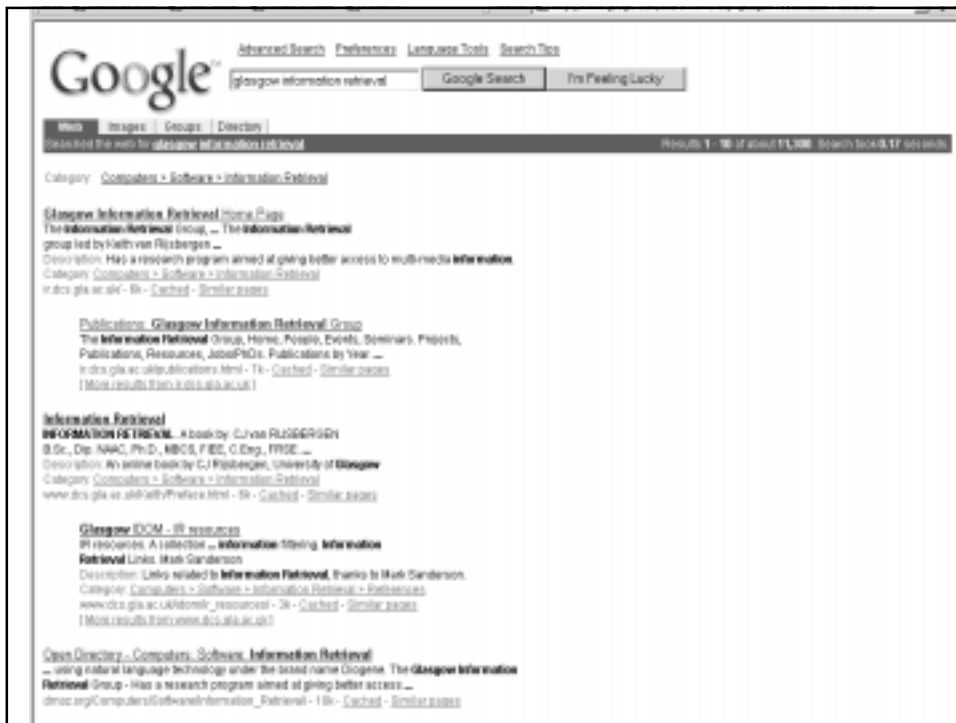 Advanced Search Preferences Language Tools Search Tips
Google
glasgow information retrieval Google Search I'm Feeling Lucky
Web Images Groups Directory
Searched the web for glasgow information retrieval Results 1 - 10 of about 11,300. Search took 0.17 seconds.
Category: Computers > Software > Information Retrieval
Glasgow Information Retrieval Home Page
The Information Retrieval Group, ... The Information Retrieval
group led by Keith van Rijsbergen ...
Description: Has a research program aimed at giving better access to multi-media information.
Category: Computers > Software > Information Retrieval
ir.dcs.gla.ac.uk/ - 6k - Cached - Similar pages
Publications: Glasgow Information Retrieval Group
The Information Retrieval Group, Home, People, Events, Seminars. Projects,
Publications, Resources, Jobs/PhDs. Publications by Year ...
ir.dcs.gla.ac.uk/publications.html - 7k - Cached - Similar pages
[ More results from ir.dcs.gla.ac.uk ]
Information Retrieval
INFORMATION RETRIEVAL. A book by. CJ van RIJSBERGEN
B.Sc., Dip. NAAC, Ph.D., MBCS, FIEE, C.Eng., FRSE. ...
Description: An online book by CJ Rijsbergen, University of Glasgow
Category: Computers > Software > Information Retrieval
www.dcs.gla.ac.uk/Keith/Preface.html - 5k - Cached - Similar pages
Glasgow IDOM - IR resources
IR resources. A collection ... information filtering. Information
Retrieval Links. Mark Sanderson
Description: Links related to Information Retrieval, thanks to Mark Sanderson.
Category: Computers > Software > Information Retrieval > References
www.dcs.gla.ac.uk/idom/ir_resources/ - 3k - Cached - Similar pages
[ More results from www.dcs.gla.ac.uk ]
Open Directory - Computers: Software: Information Retrieval
... using natural language technology under the brand name Diogene. The Glasgow Information
Retrieval Group - Has a research program aimed at giving better access ...
dmoz.org/Computers/Software/Information_Retrieval - 10k - Cached - Similar pages